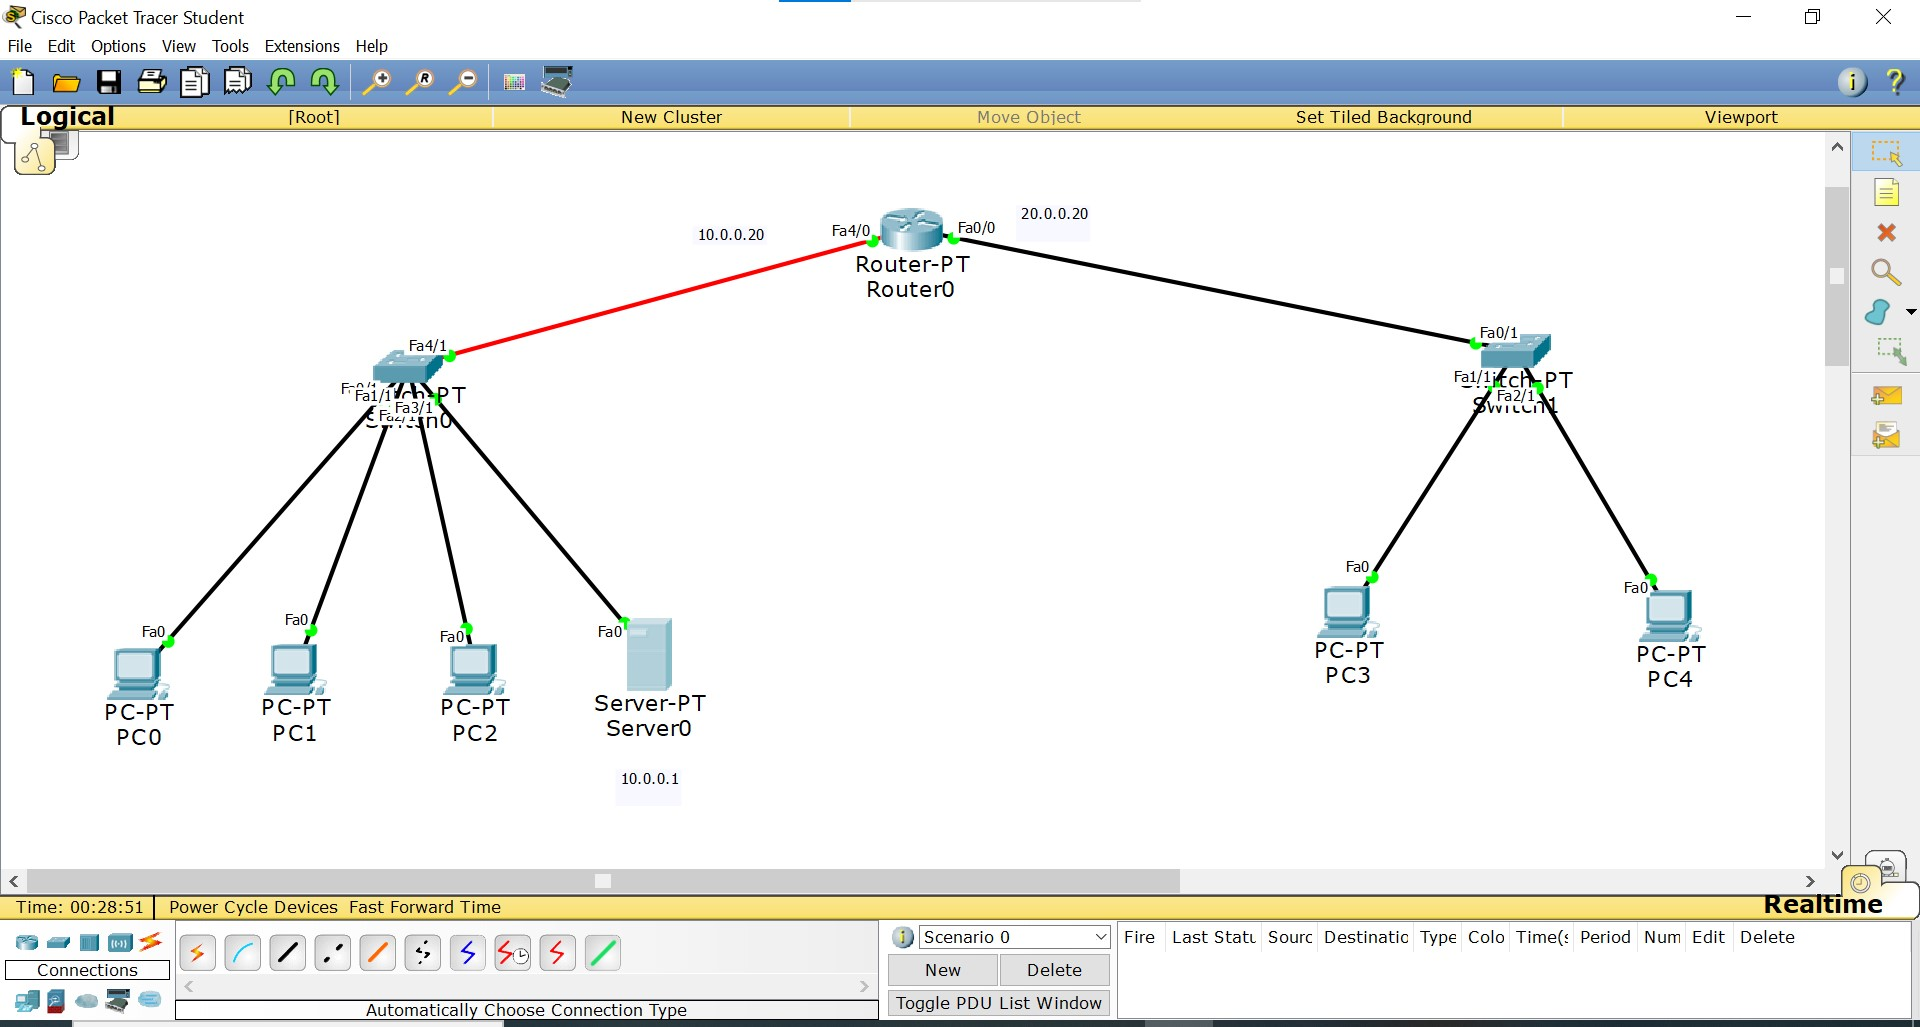 Cisco Packet Tracer Student
File Edit Options View Tools Extensions Help
Logical [Root] New Cluster Move Object Set Tiled Background Viewport
20.0.0.20
10.0.0.20 Fa4/0 Fa0/0
Router-PT
Router0
Fa4/1 Fa0/1
Fa1/1 Fa3/1
Fa1/1 Fa2/1
Switch1
Fa0 Fa0 Fa0 Fa0 Fa0 Fa0
PC-PT
PC0
PC-PT
PC1
PC-PT
PC2
Server-PT
Server0
PC-PT
PC3
PC-PT
PC4
10.0.0.1
Time: 00:28:51 Power Cycle Devices Fast Forward Time Realtime
Connections
Automatically Choose Connection Type
Scenario 0
New Delete
Toggle PDU List Window
Fire Last Statu Sourc Destinatio Type Colo Time(s Period Num Edit Delete